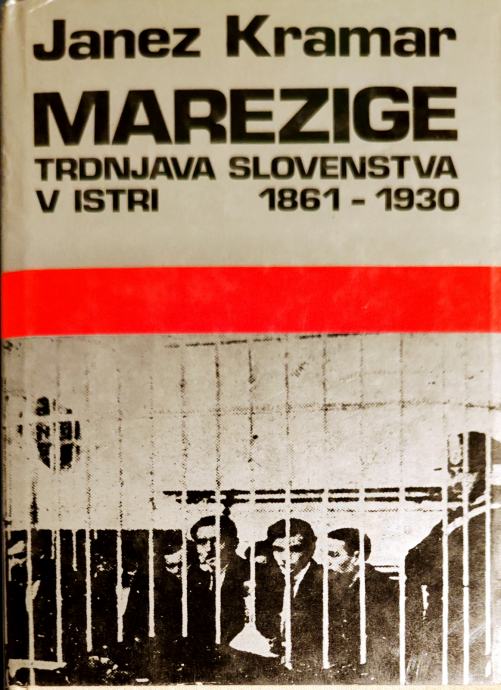 Janez Kramar
MAREZIGE
TRDNJAVA SLOVENSTVA
V ISTRI 1861 - 1930